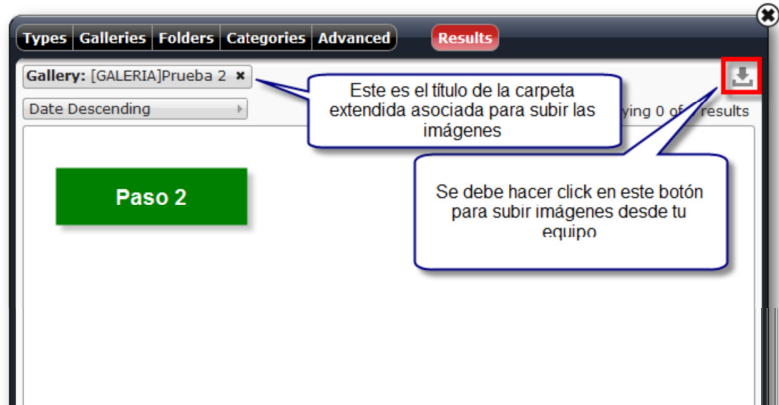 Types Galleries Folders Categories Advanced Results
Gallery: [GALERIA]Prueba 2 ×
Date Descending
Este es el título de la carpeta
extendida asociada para subir las
imágenes
ying 0 of results
Paso 2
Se debe hacer click en este botón
para subir imágenes desde tu
equipo